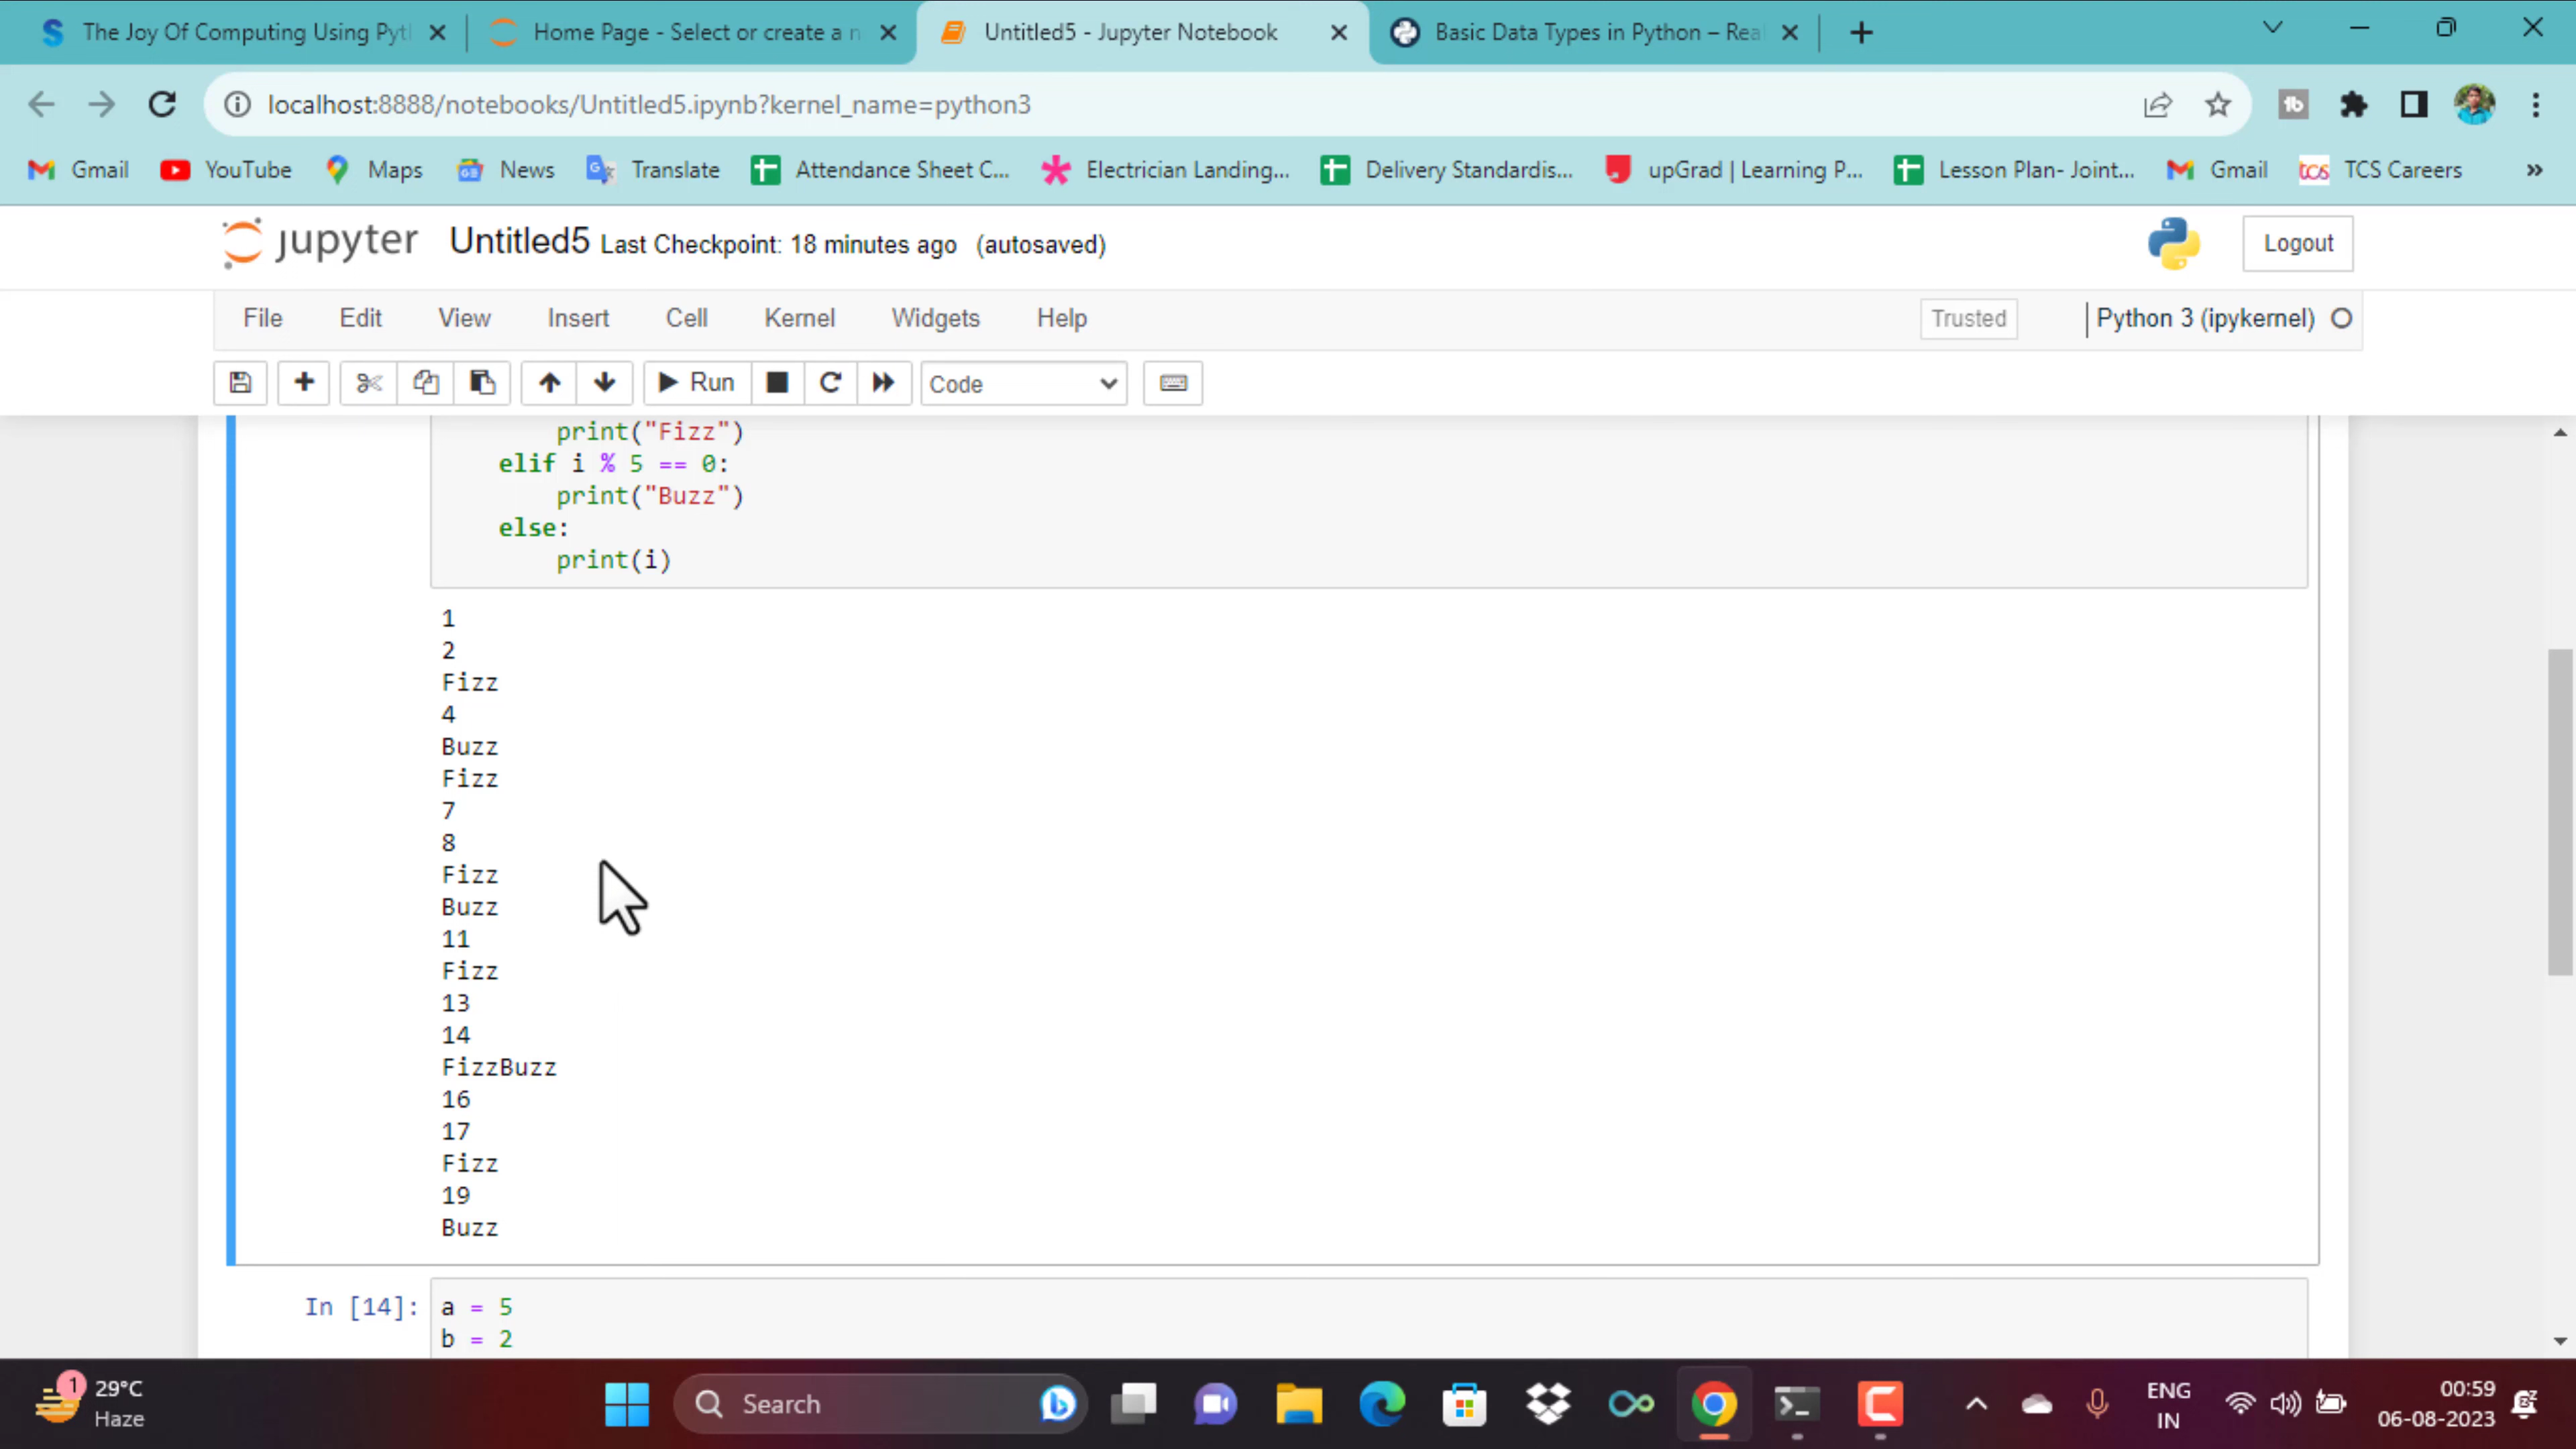 The Joy Of Computing Using Pyt
Home Page - Select or create a n
Untitled5 - Jupyter Notebook
Basic Data Types in Python – Rea
localhost:8888/notebooks/Untitled5.ipynb?kernel_name=python3
Gmail
YouTube
Maps
News
Translate
Attendance Sheet C...
Electrician Landing...
Delivery Standardis...
upGrad | Learning P...
Lesson Plan- Joint...
Gmail
tcs TCS Careers
jupyter Untitled5 Last Checkpoint: 18 minutes ago (autosaved)
Logout
File Edit View Insert Cell Kernel Widgets Help
Trusted
Python 3 (ipykernel)
Run
Code
print("Fizz")
elif i % 5 == 0:
print("Buzz")
else:
print(i)
1
2
Fizz
4
Buzz
Fizz
7
8
Fizz
Buzz
11
Fizz
13
14
FizzBuzz
16
17
Fizz
19
Buzz
In [14]: a = 5
b = 2
1
29°C
Haze
Search
ENG
IN
00:59
06-08-2023